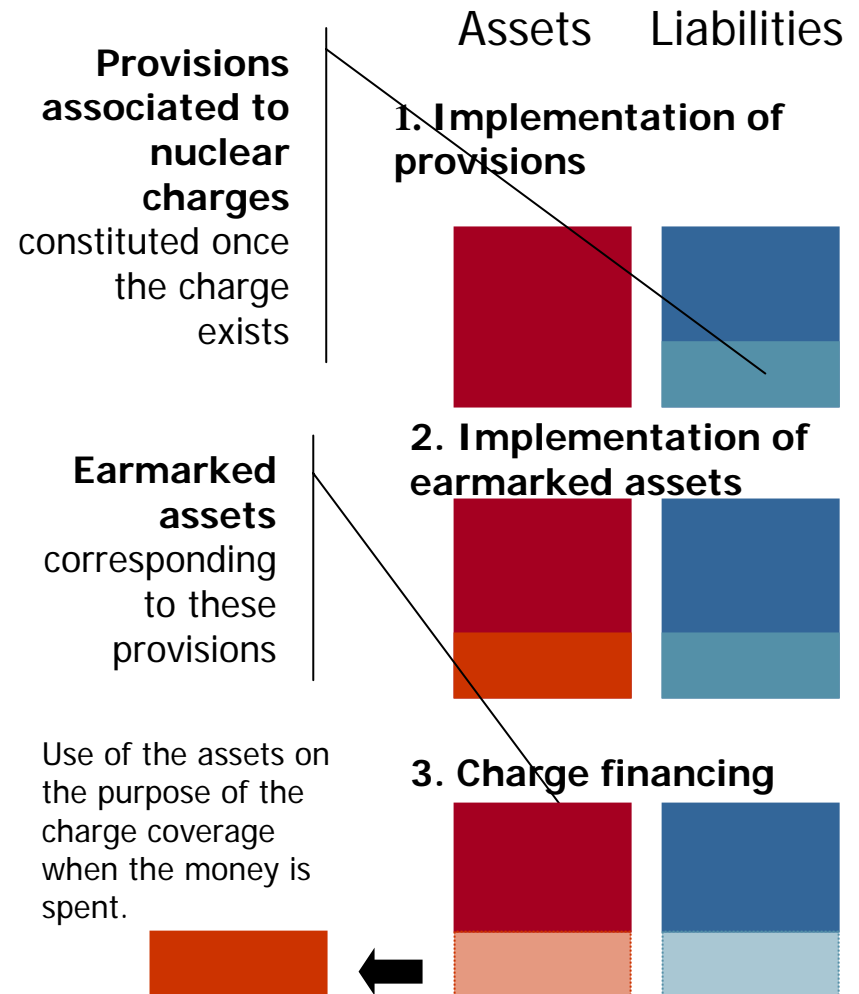 Assets Liabilities
Provisions
associated to
nuclear
charges
constituted once
the charge
exists
1. Implementation of
provisions
2. Implementation of
earmarked assets
Earmarked
assets
corresponding
to these
provisions
Use of the assets on
the purpose of the
charge coverage
when the money is
spent.
3. Charge financing